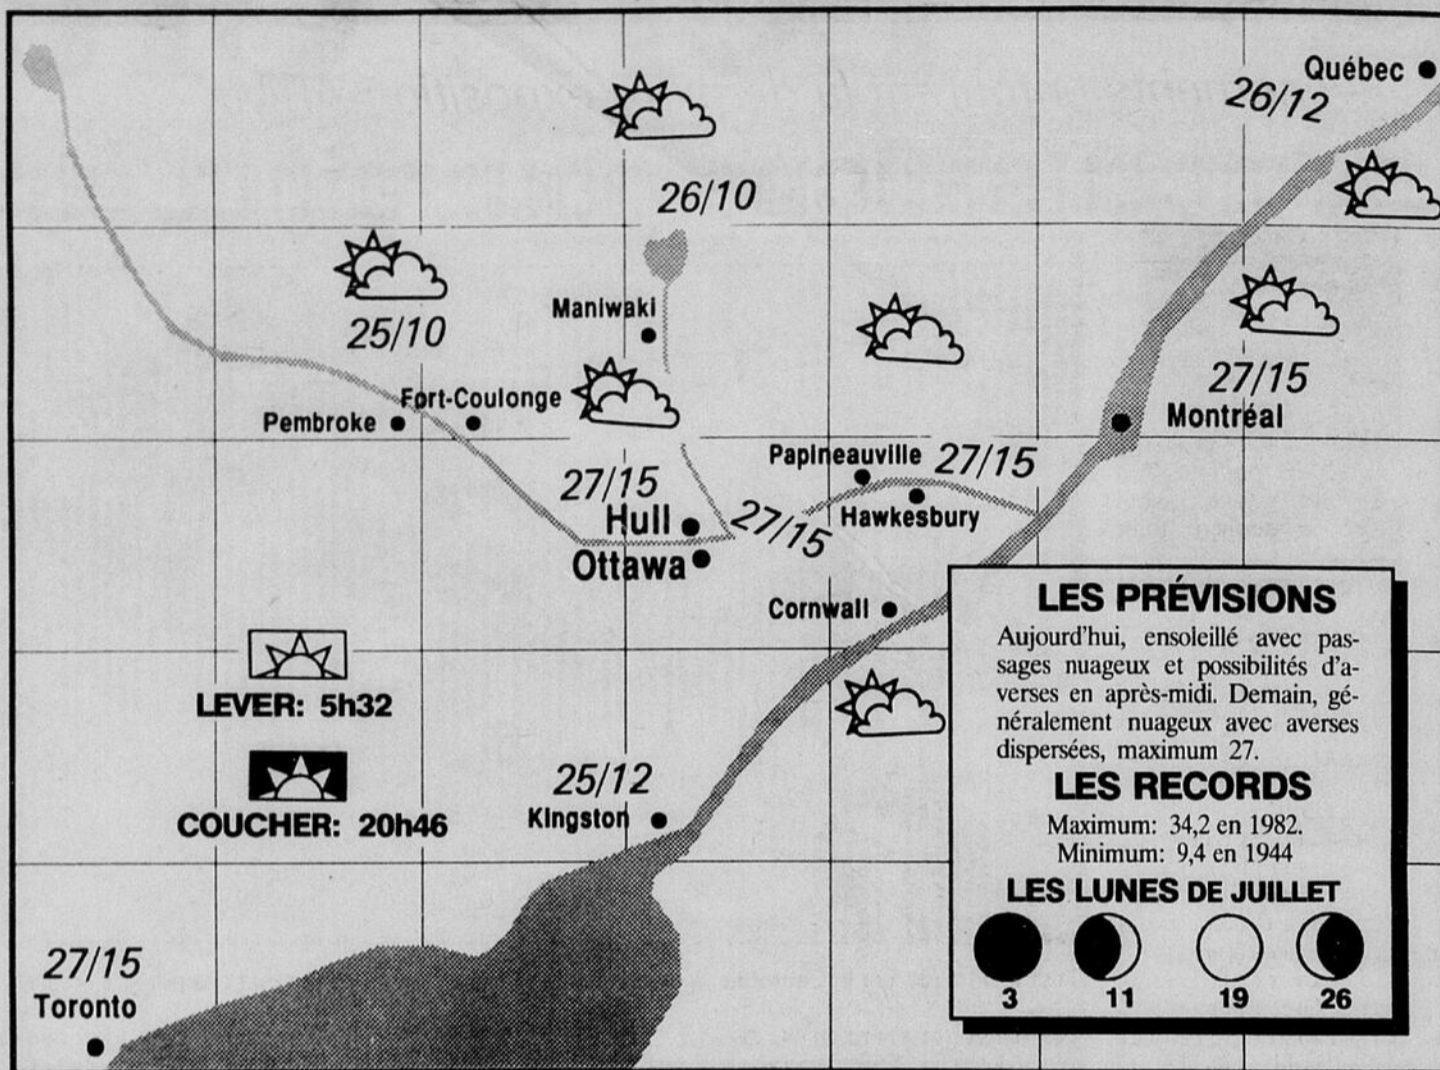 Québec
26/12
26/10
25/10
Maniwaki
27/15
Fort-Coulonge
Pembroke
Montréal
Papineauville
27/15
27/15
Hull
27/15
Hawkesbury
Ottawa
Cornwall
LEVER: 5h32
COUCHER: 20h46
25/12
Kingston
27/15
Toronto
LES PRÉVISIONS
Aujourd'hui, ensoleillé avec pas-
sages nuageux et possibilités d'a-
verses en après-midi. Demain, gé-
néralement nuageux avec averses
dispersées, maximum 27.
LES RECORDS
Maximum: 34,2 en 1982.
Minimum: 9,4 en 1944
LES LUNES DE JUILLET
3 11 19 26